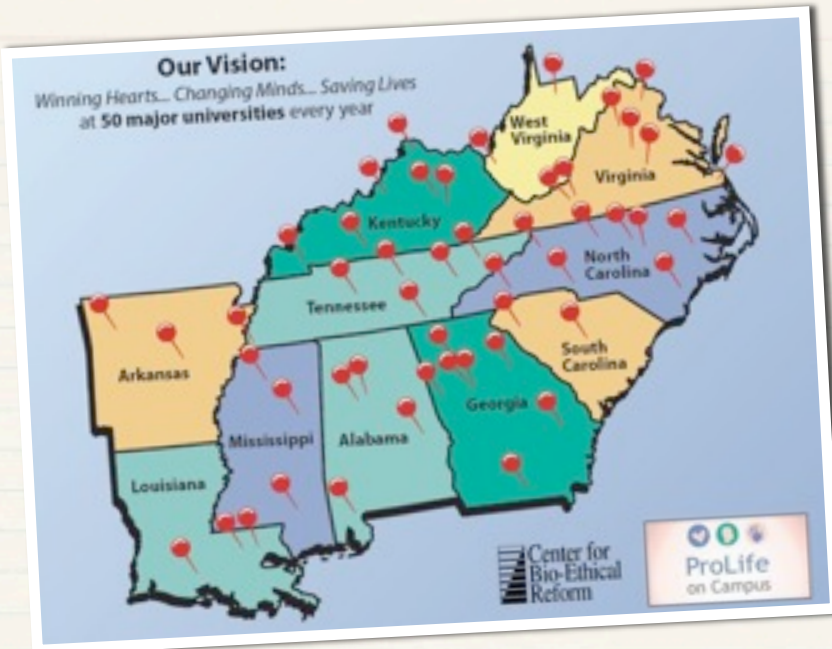 Our Vision:
Winning Hearts... Changing Minds... Saving Lives
at 50 major universities every year
West
Virginia
Virginia
Kentucky
North
Carolina
Tennessee
South
Carolina
Arkansas
Georgia
Mississippi
Alabama
Louisiana
Center for
Bio-Ethical
Reform
ProLife
on Campus